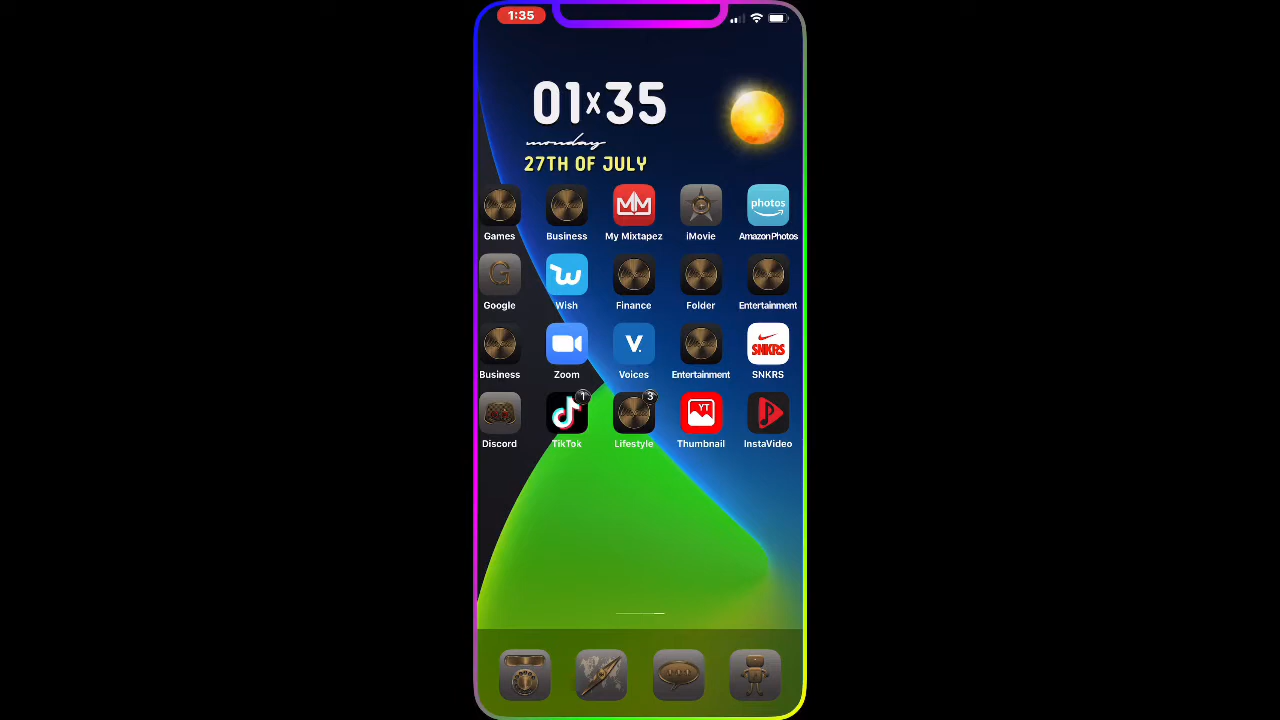 1:35
01x35
monday
27TH OF JULY
Games Business My Mixtapez iMovie AmazonPhotos
photos
Google Wish Finance Folder Entertainment
Business Zoom Voices Entertainment SNKRS
V.
SNKRS
1 3
YT
Discord TikTok Lifestyle Thumbnail InstaVideo